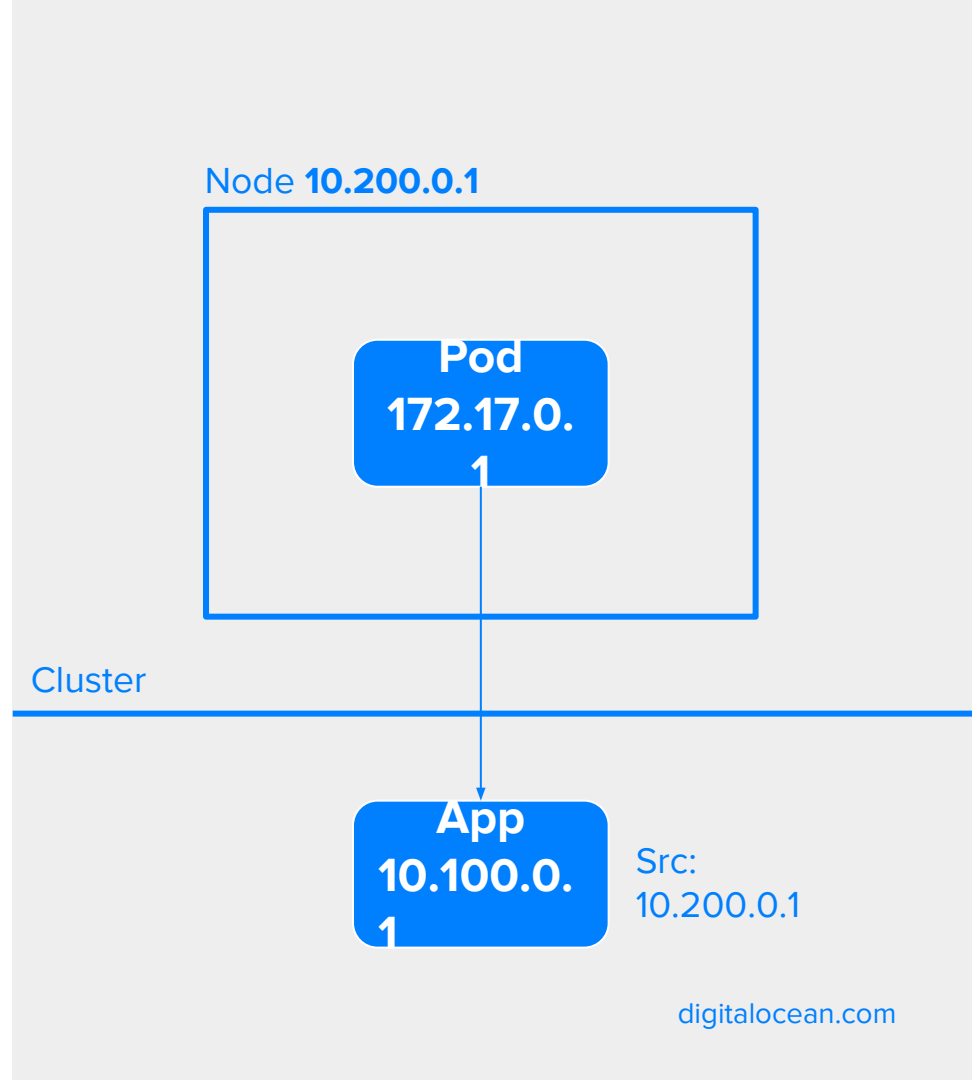 Node 10.200.0.1
Pod
172.17.0.
1
Cluster
App
10.100.0.
1
Src:
10.200.0.1
digitalocean.com